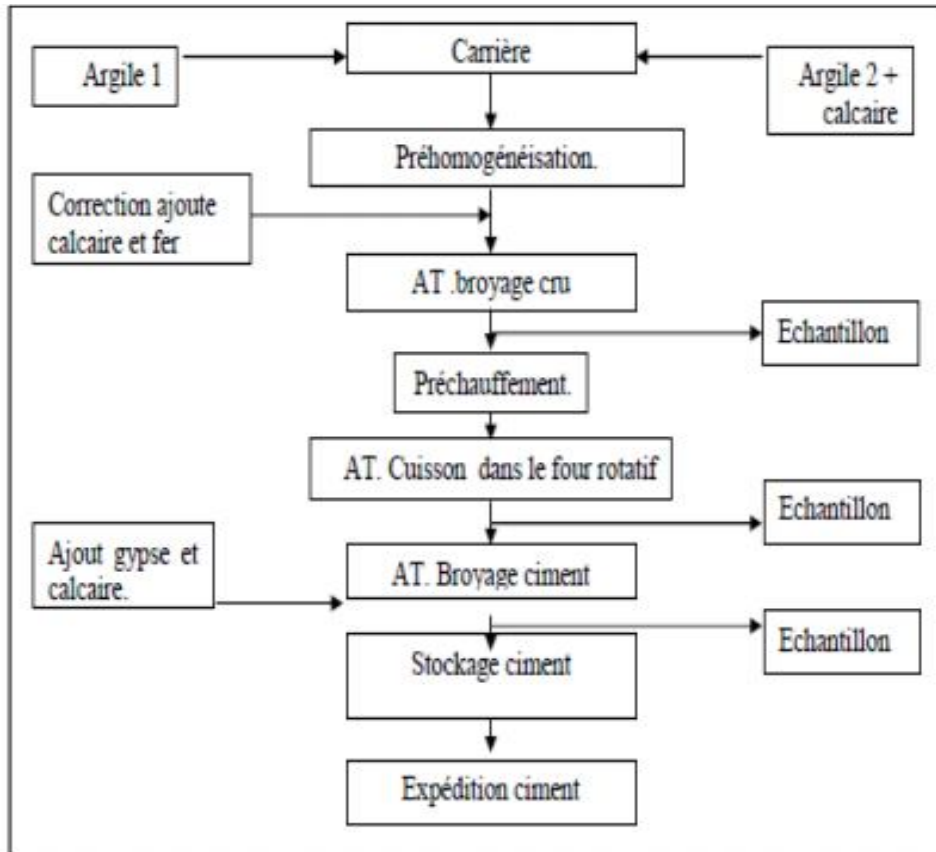 Carrière
Argile 1
Argile 2 +
calcaire
Préhomogénéisation.
Correction ajoute
calcaire et fer
AT .broyage cru
Echantillon
Préchauffement.
AT. Cuisson dans le four rotatif
Echantillon
Ajout gypse et
calcaire.
AT. Broyage ciment
Echantillon
Stockage ciment
Expédition ciment